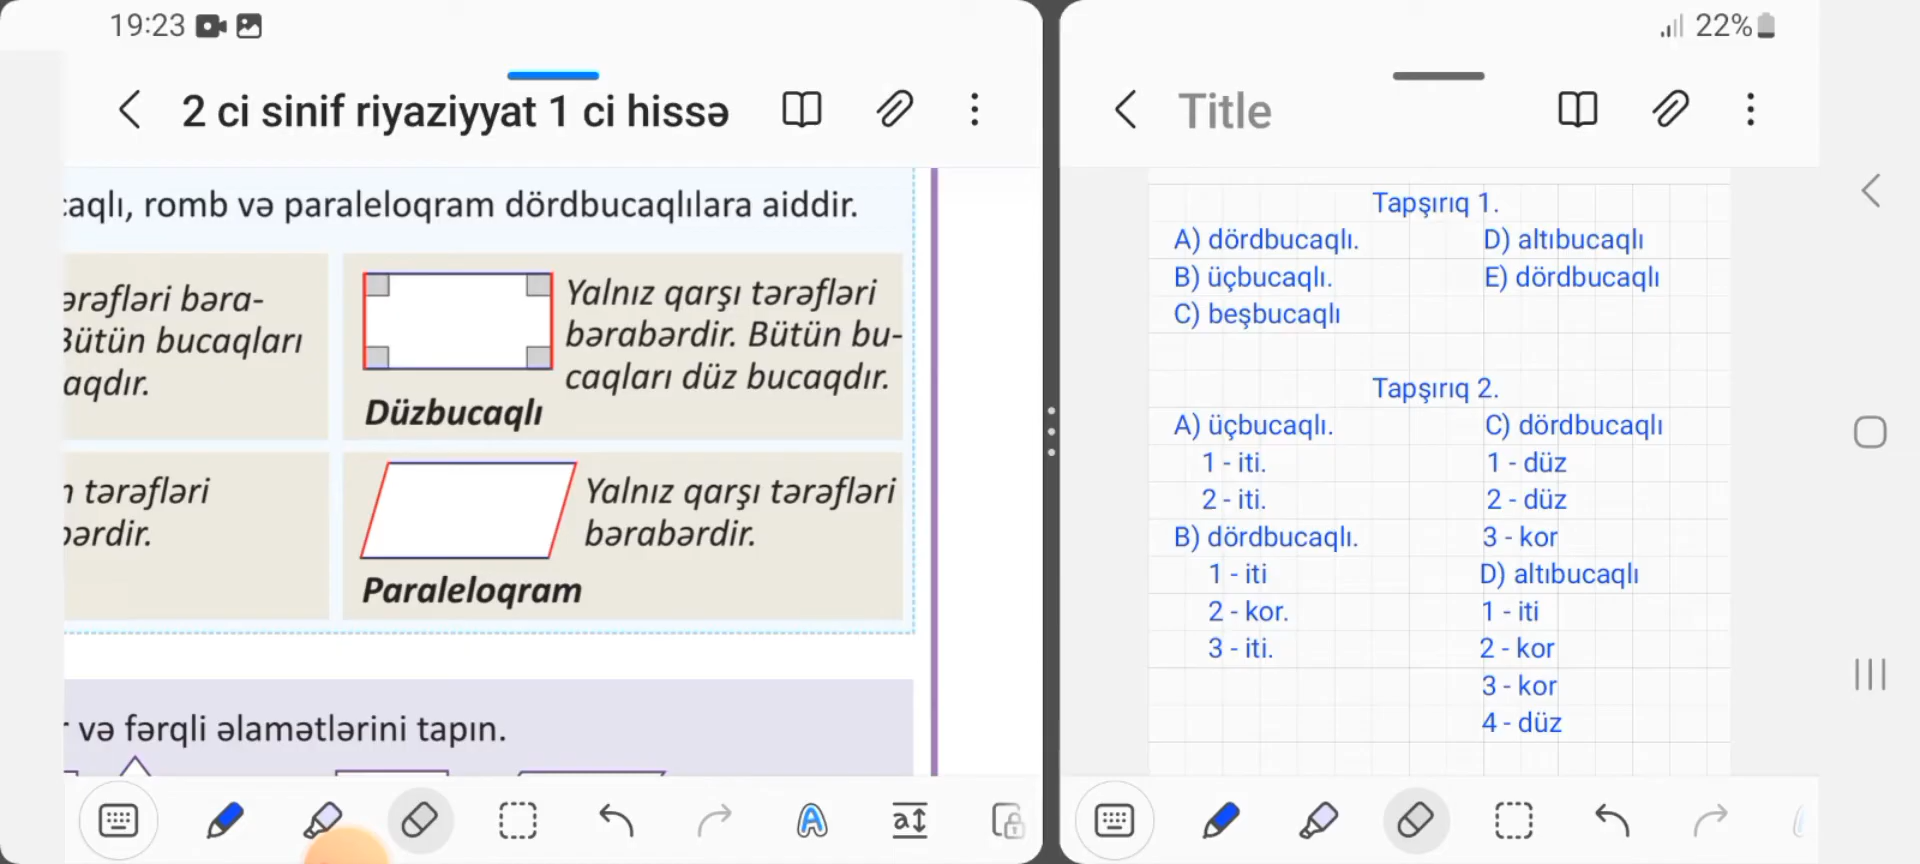 19:23
22%
2 ci sinif riyaziyyat 1 ci hissə
caqlı, romb və paraleloqram dördbucaqlılara aiddir.
ərəfləri bəra-
Bütün bucaqları
aqdır.
Yalnız qarşı tərəfləri
bərabərdir. Bütün bu-
caqları düz bucaqdır.
Düzbucaqlı
n tərəfləri
bərdir.
Yalnız qarşı tərəfləri
bərabərdir.
Paraleloqram
r və fərqli əlamətlərini tapın.
Title
Tapşırıq 1.
A) dördbucaqlı.
B) üçbucaqlı.
C) beşbucaqlı
D) altıbucaqlı
E) dördbucaqlı
Tapşırıq 2.
A) üçbucaqlı.
1 - iti.
2 - iti.
B) dördbucaqlı.
1 - iti
2 - kor.
3 - iti.
C) dördbucaqlı
1 - düz
2 - düz
3 - kor
D) altıbucaqlı
1 - iti
2 - kor
3 - kor
4 - düz